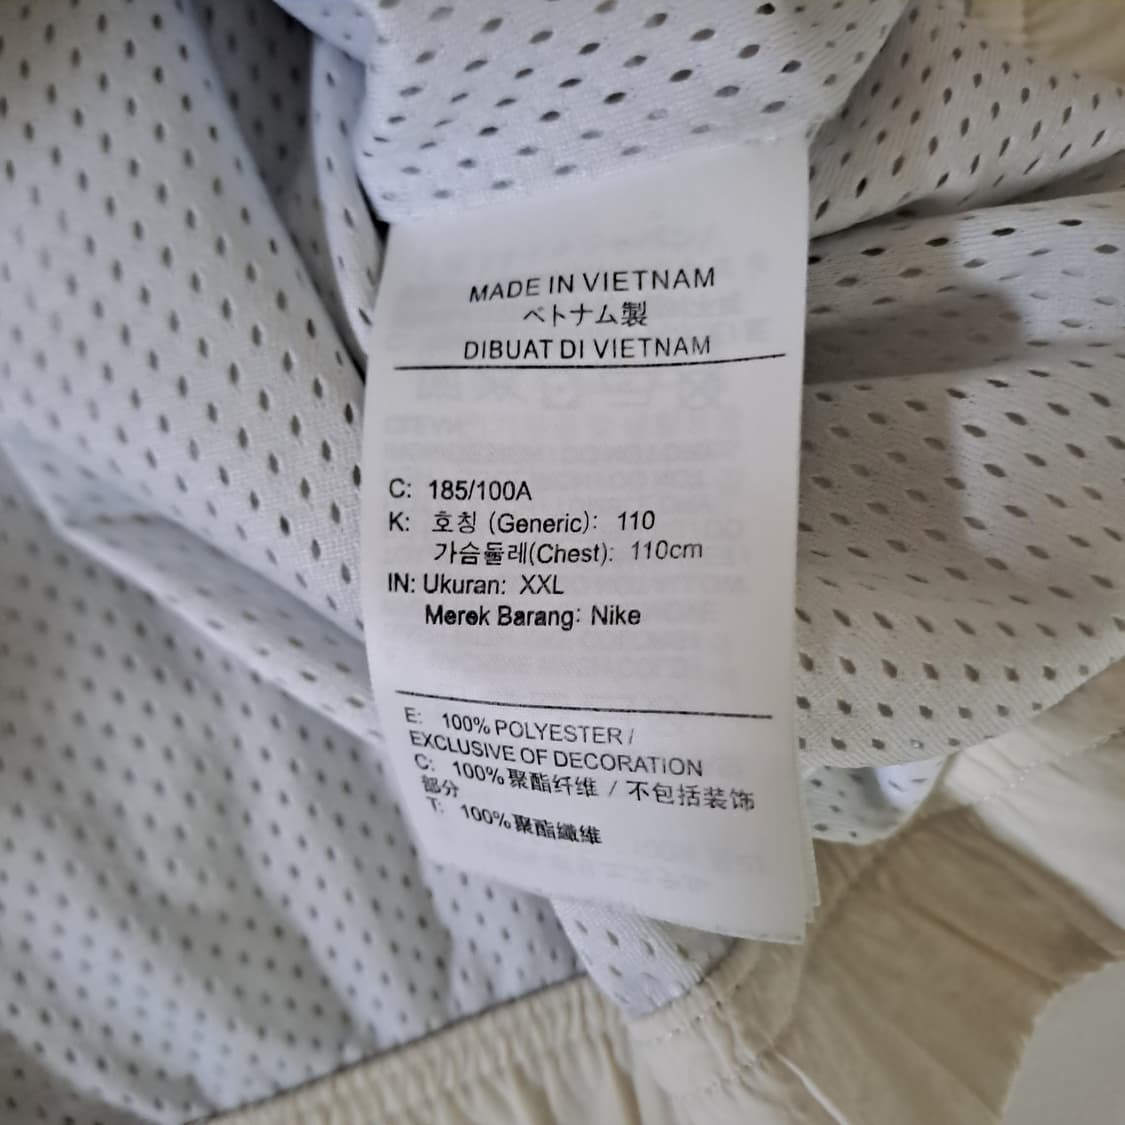 MADE IN VIETNAM
ベトナム製
DIBUAT DI VIETNAM
C: 185/100A
K: 호칭 (Generic): 110
가슴둘레(Chest): 110cm
IN: Ukuran: XXL
Merek Barang: Nike
E: 100% POLYESTER /
EXCLUSIVE OF DECORATION
C: 100%聚酯纤维 / 不包括装饰
部分
T: 100%聚酯纖維